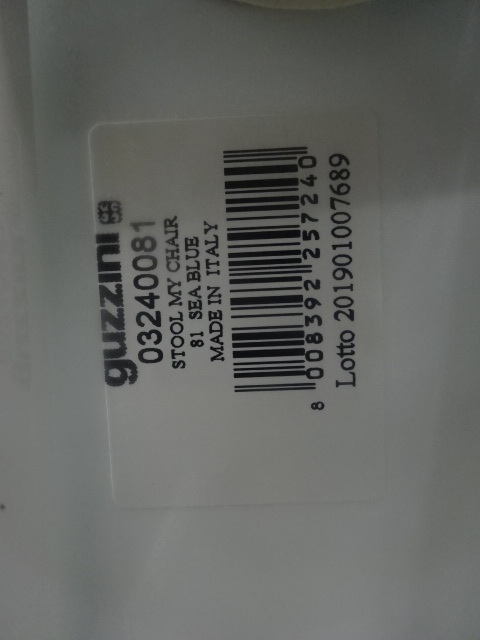 guzzini
03240081
STOOL MY CHAIR
81 SEA BLUE
MADE IN ITALY
8 008392 257240
Lotto 201901007689